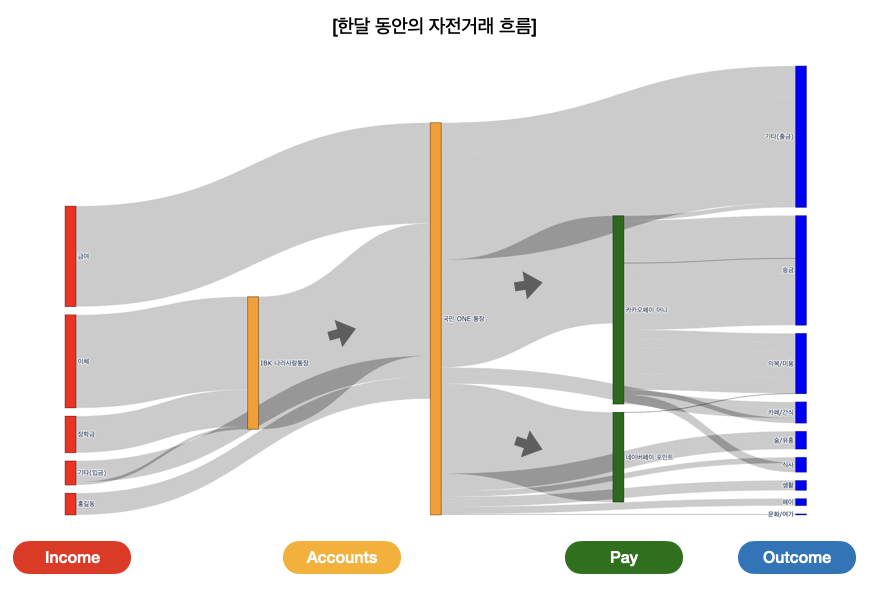 [한달 동안의 자전거래 흐름]
급여
이체
장학금
기타(입금)
홍길동
IBK 나라사랑통장
국민 ONE 통장
카카오페이 머니
네이버페이 포인트
기타(출금)
송금
의복/미용
카페/간식
술/유흥
식사
생활
페이
문화/여가
Income
Accounts
Pay
Outcome